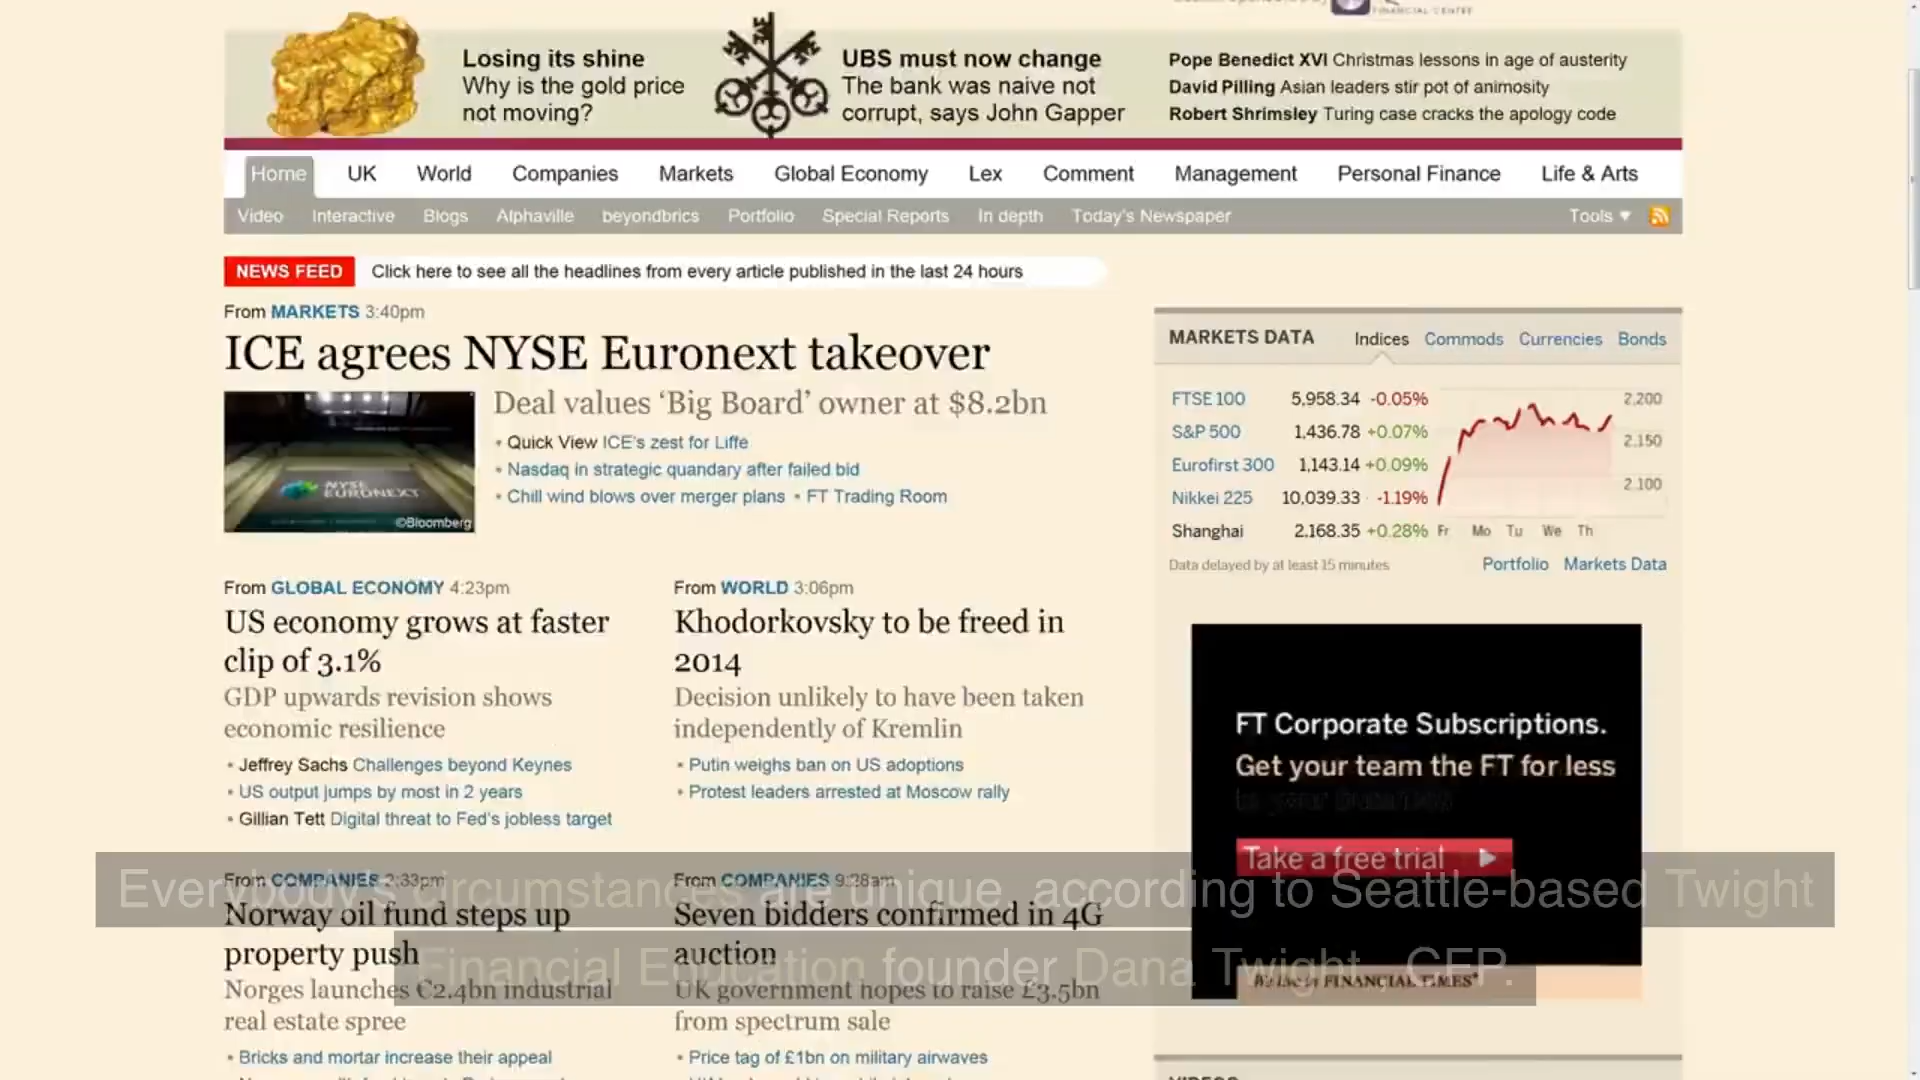 FINANCIAL CENTRE
Losing its shine
Why is the gold price
not moving?
UBS must now change
The bank was naive not
corrupt, says John Gapper
Pope Benedict XVI Christmas lessons in age of austerity
David Pilling Asian leaders stir pot of animosity
Robert Shrimsley Turing case cracks the apology code
Home UK World Companies Markets Global Economy Lex Comment Management Personal Finance Life & Arts
Video Interactive Blogs Alphaville beyondbrics Portfolio Special Reports In depth Today's Newspaper Tools
NEWS FEED Click here to see all the headlines from every article published in the last 24 hours
From MARKETS 3:40pm
ICE agrees NYSE Euronext takeover
NYSE
EURONEXT
©Bloomberg
Deal values ‘Big Board’ owner at $8.2bn
• Quick View ICE's zest for Liffe
• Nasdaq in strategic quandary after failed bid
• Chill wind blows over merger plans • FT Trading Room
MARKETS DATA Indices Commods Currencies Bonds
FTSE 100 5,958.34 -0.05%
S&P 500 1,436.78 +0.07%
Eurofirst 300 1,143.14 +0.09%
Nikkei 225 10,039.33 -1.19%
Shanghai 2,168.35 +0.28%
2,200
2,150
2,100
Fr Mo Tu We Th
Data delayed by at least 15 minutes
Portfolio Markets Data
From GLOBAL ECONOMY 4:23pm
US economy grows at faster
clip of 3.1%
GDP upwards revision shows
economic resilience
• Jeffrey Sachs Challenges beyond Keynes
• US output jumps by most in 2 years
• Gillian Tett Digital threat to Fed's jobless target
From WORLD 3:06pm
Khodorkovsky to be freed in
2014
Decision unlikely to have been taken
independently of Kremlin
• Putin weighs ban on US adoptions
• Protest leaders arrested at Moscow rally
FT Corporate Subscriptions.
Get your team the FT for less
Take a free trial
FINANCIAL TIMES
From COMPANIES 2:33pm
Norway oil fund steps up
property push
Norges launches €2.4bn industrial
real estate spree
• Bricks and mortar increase their appeal
From COMPANIES 9:28am
Seven bidders confirmed in 4G
auction
UK government hopes to raise £3.5bn
from spectrum sale
• Price tag of £1bn on military airwaves
VIDEOS
Everybody's circumstances are unique, according to Seattle-based Twight
Financial Education founder Dana Twight, CFP.